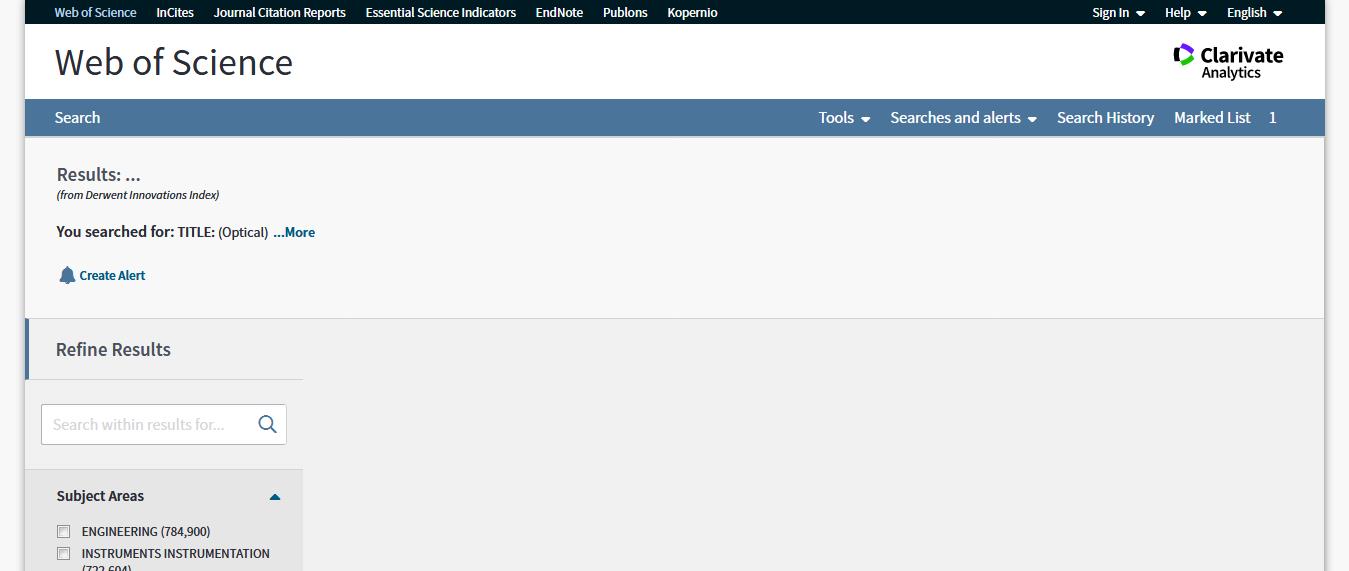 Web of Science InCites Journal Citation Reports Essential Science Indicators EndNote Publons Kopernio Sign In Help English
Web of Science
Clarivate
Analytics
Search Tools Searches and alerts Search History Marked List 1
Results: ...
(from Derwent Innovations Index)
You searched for: TITLE: (Optical) ...More
Create Alert
Refine Results
Search within results for...
Subject Areas
ENGINEERING (784,900)
INSTRUMENTS INSTRUMENTATION
(722,604)